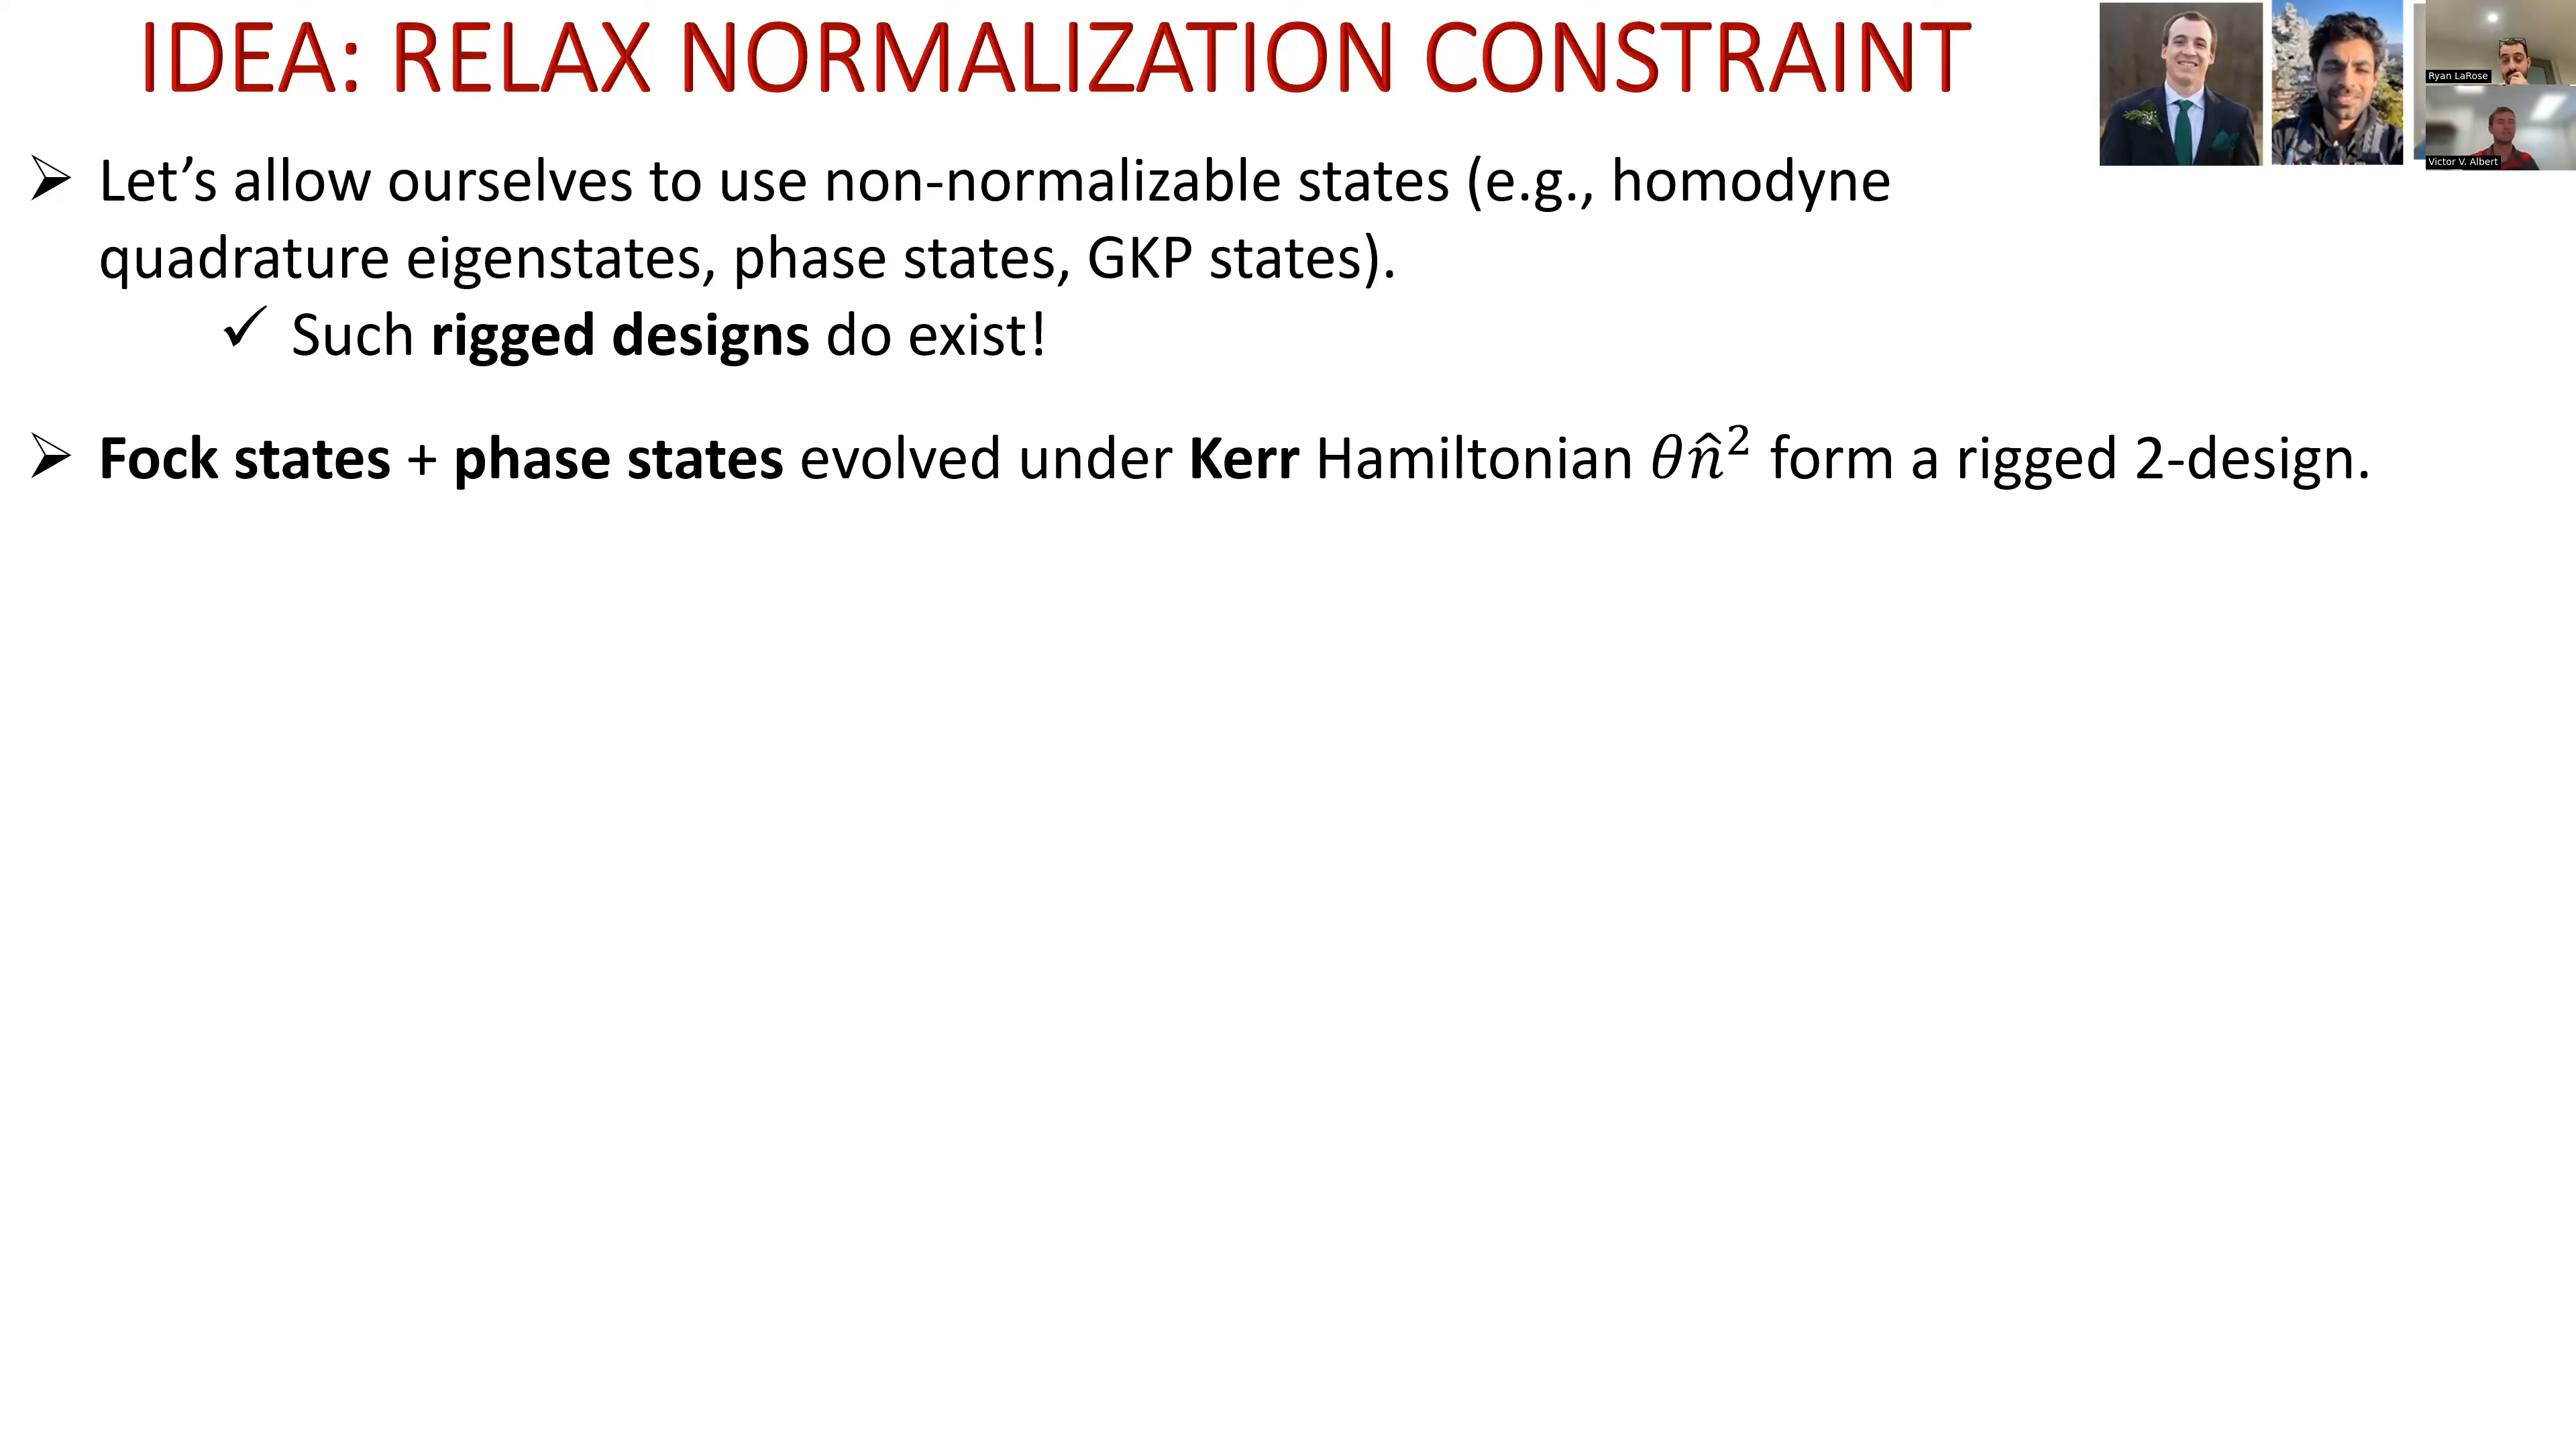 IDEA: RELAX NORMALIZATION CONSTRAINT
Ryan LaRose
Victor V. Albert
➢ Let’s allow ourselves to use non-normalizable states (e.g., homodyne
quadrature eigenstates, phase states, GKP states).
✓ Such rigged designs do exist!
➢ Fock states + phase states evolved under Kerr Hamiltonian θn̂² form a rigged 2-design.